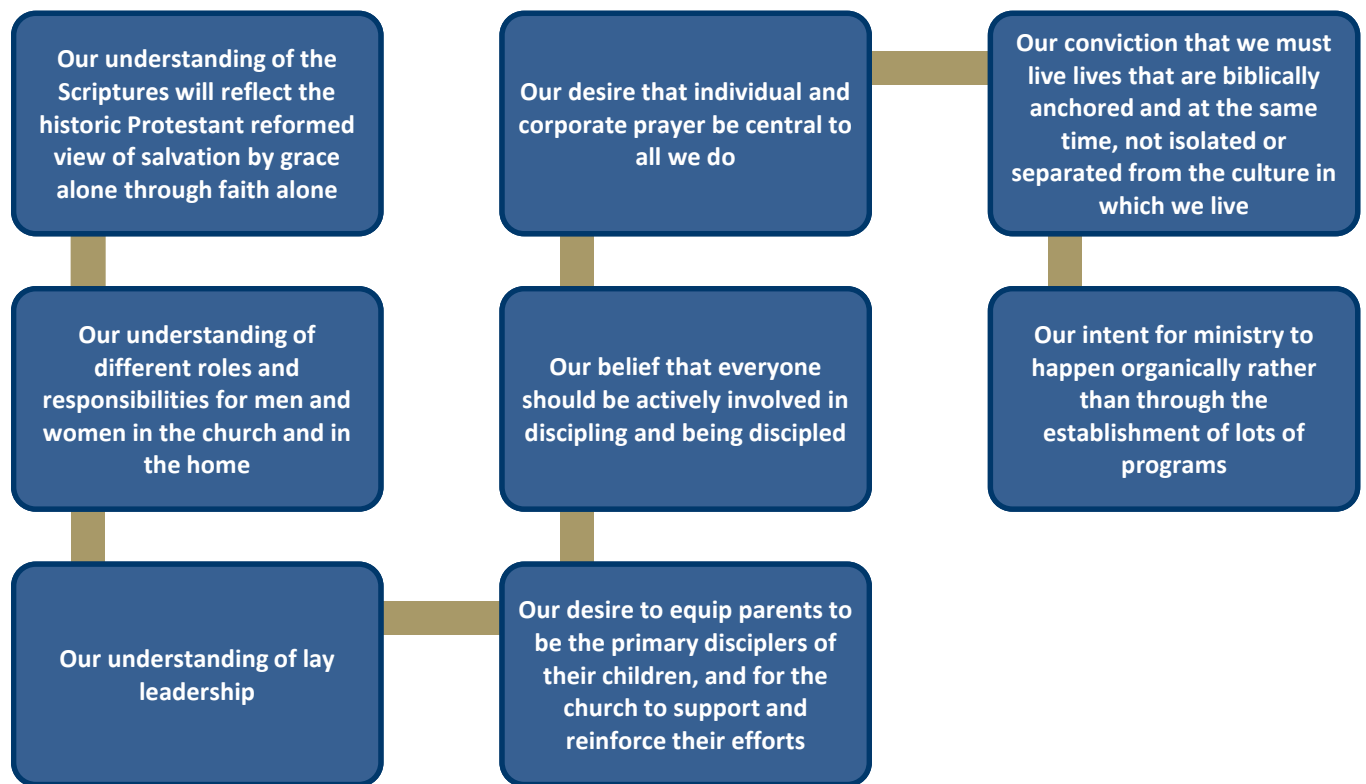 Our understanding of the
Scriptures will reflect the
historic Protestant reformed
view of salvation by grace
alone through faith alone
Our understanding of
different roles and
responsibilities for men and
women in the church and in
the home
Our understanding of lay
leadership
Our desire to equip parents to
be the primary disciplers of
their children, and for the
church to support and
reinforce their efforts
Our belief that everyone
should be actively involved in
discipling and being discipled
Our desire that individual and
corporate prayer be central to
all we do
Our conviction that we must
live lives that are biblically
anchored and at the same
time, not isolated or
separated from the culture in
which we live
Our intent for ministry to
happen organically rather
than through the
establishment of lots of
programs